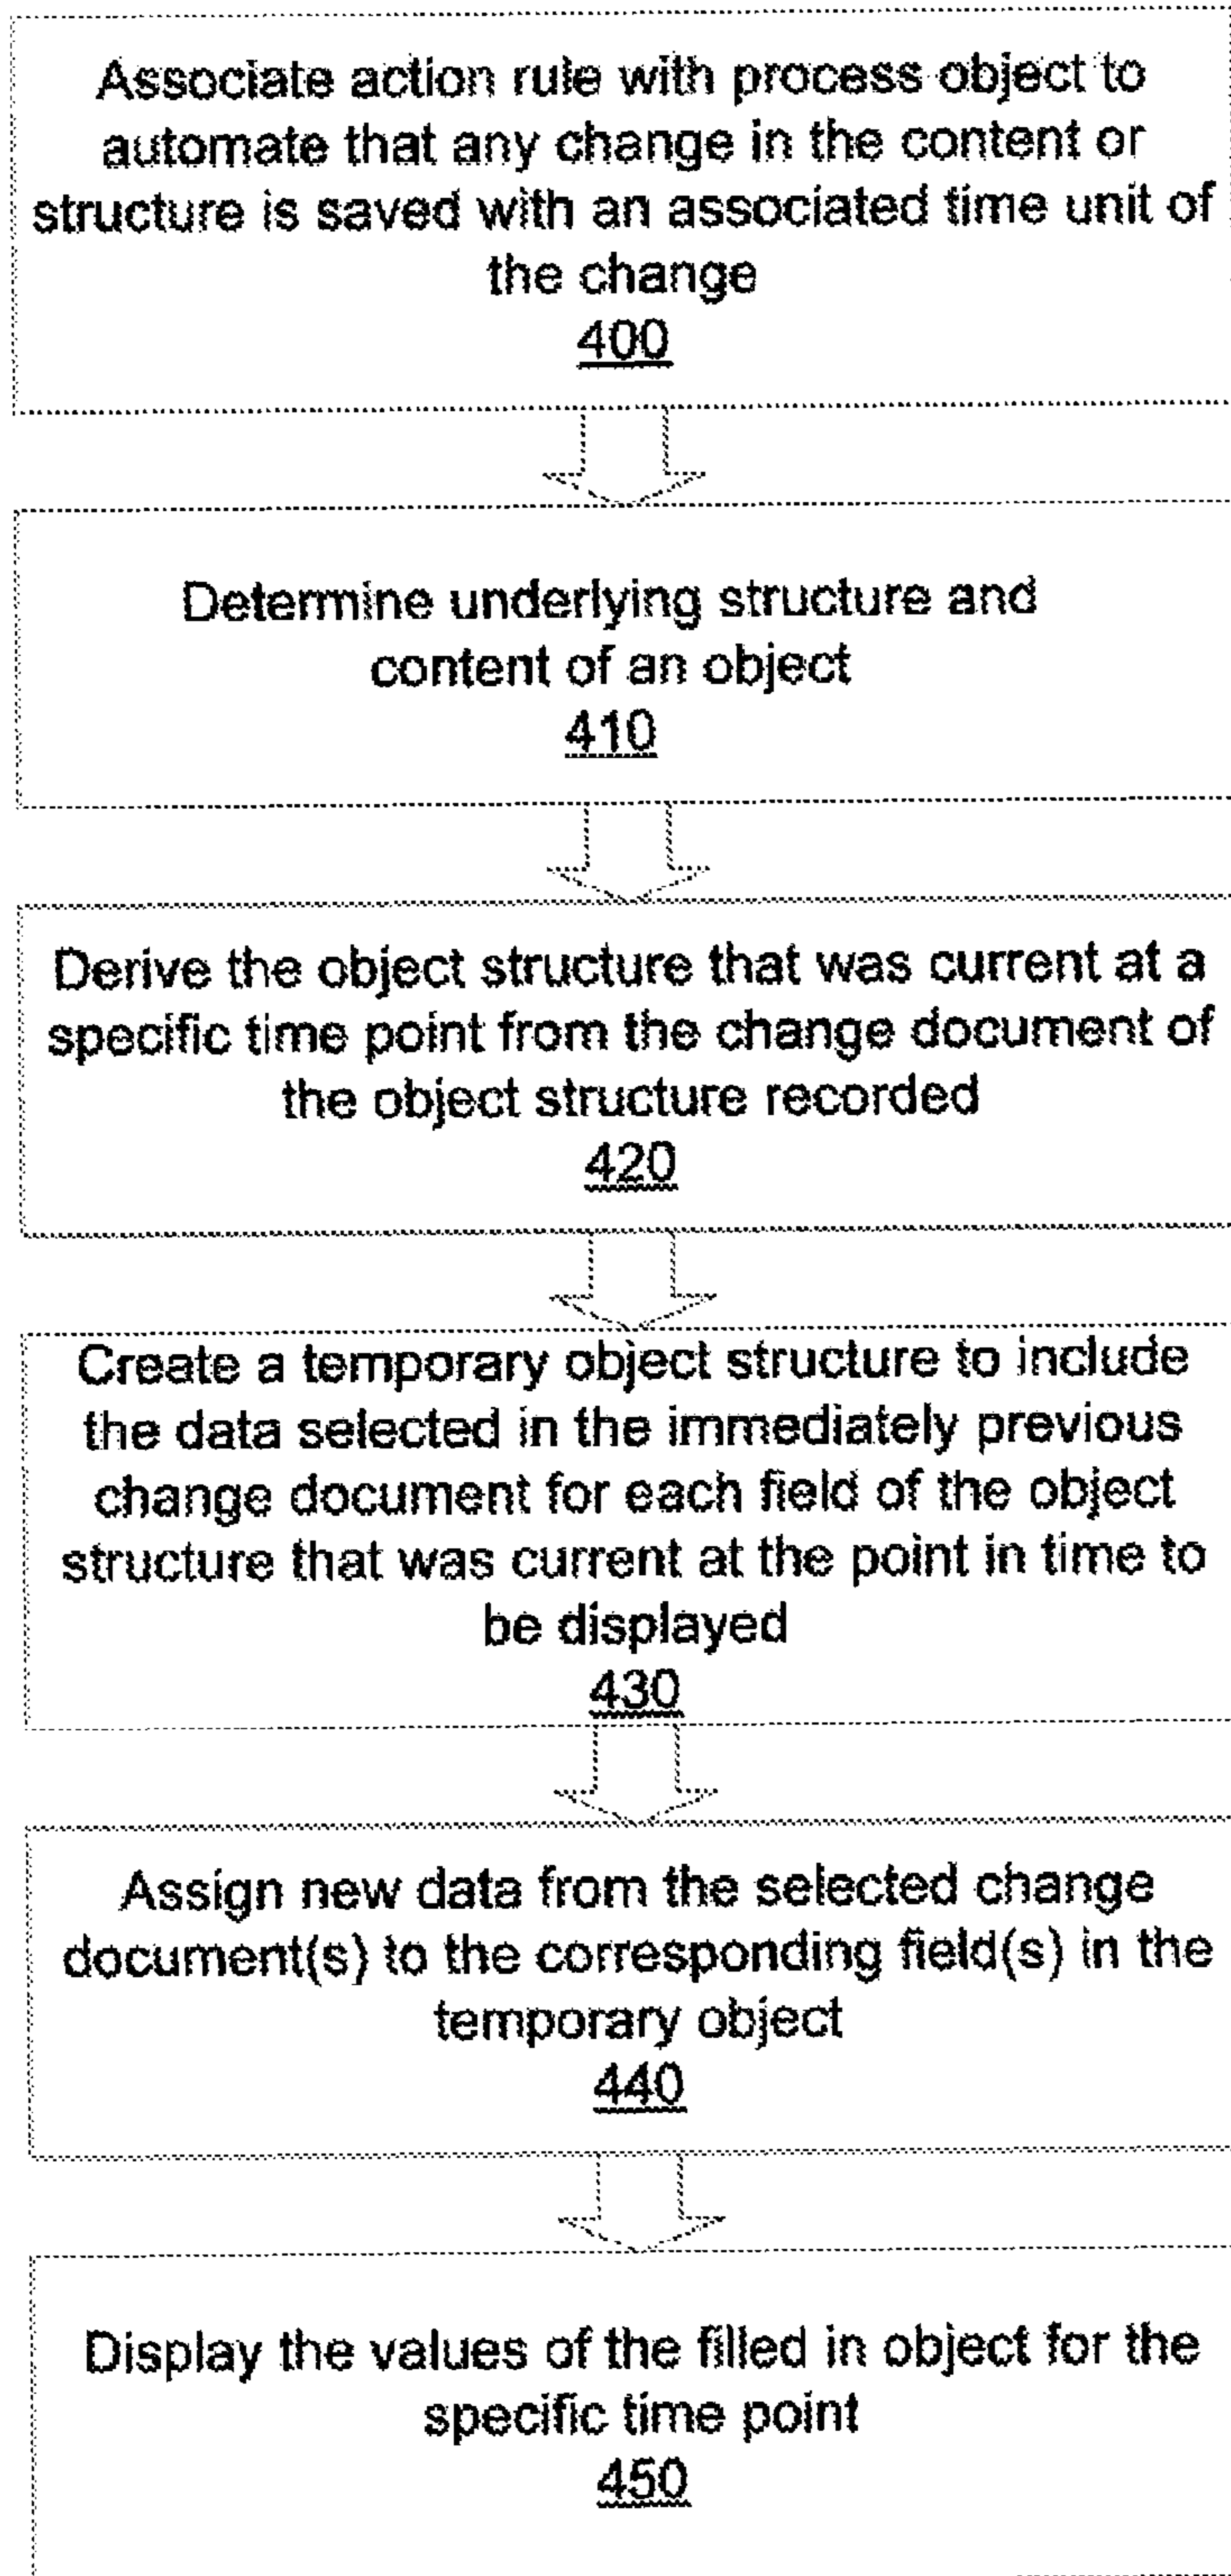 Associate action rule with process object to
automate that any change in the content or
structure is saved with an associated time unit of
the change
400
Determine underlying structure and
content of an object
410
Derive the object structure that was current at a
specific time point from the change document of
the object structure recorded
420
Create a temporary object structure to include
the data selected in the immediately previous
change document for each field of the object
structure that was current at the point in time to
be displayed
430
Assign new data from the selected change
document(s) to the corresponding field(s) in the
temporary object
440
Display the values of the filled in object for the
specific time point
450